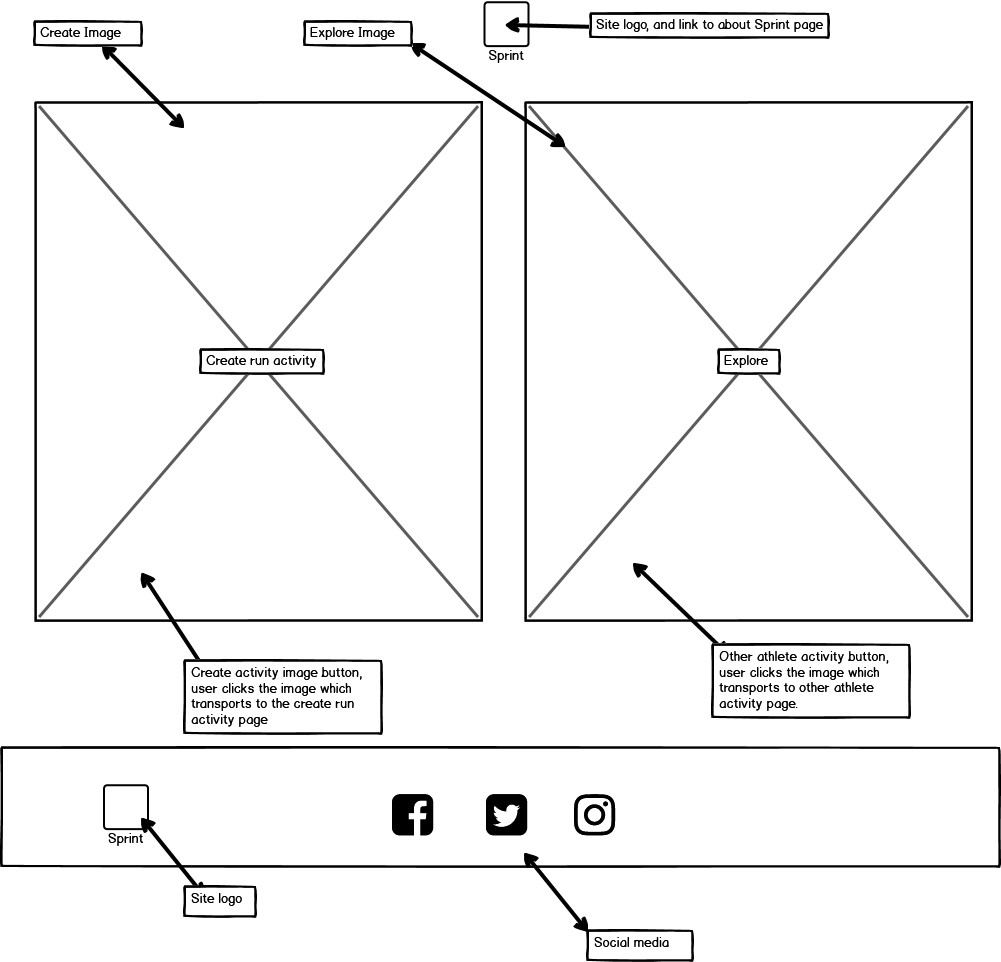 Site logo, and link to about Sprint page
Create Image
Explore Image
Sprint
Create run activity
Explore
Create activity image button,
user clicks the image which
transports to the create run
activity page
Other athlete activity button,
user clicks the image which
transports to other athlete
activity page.
Sprint
Site logo
Social media